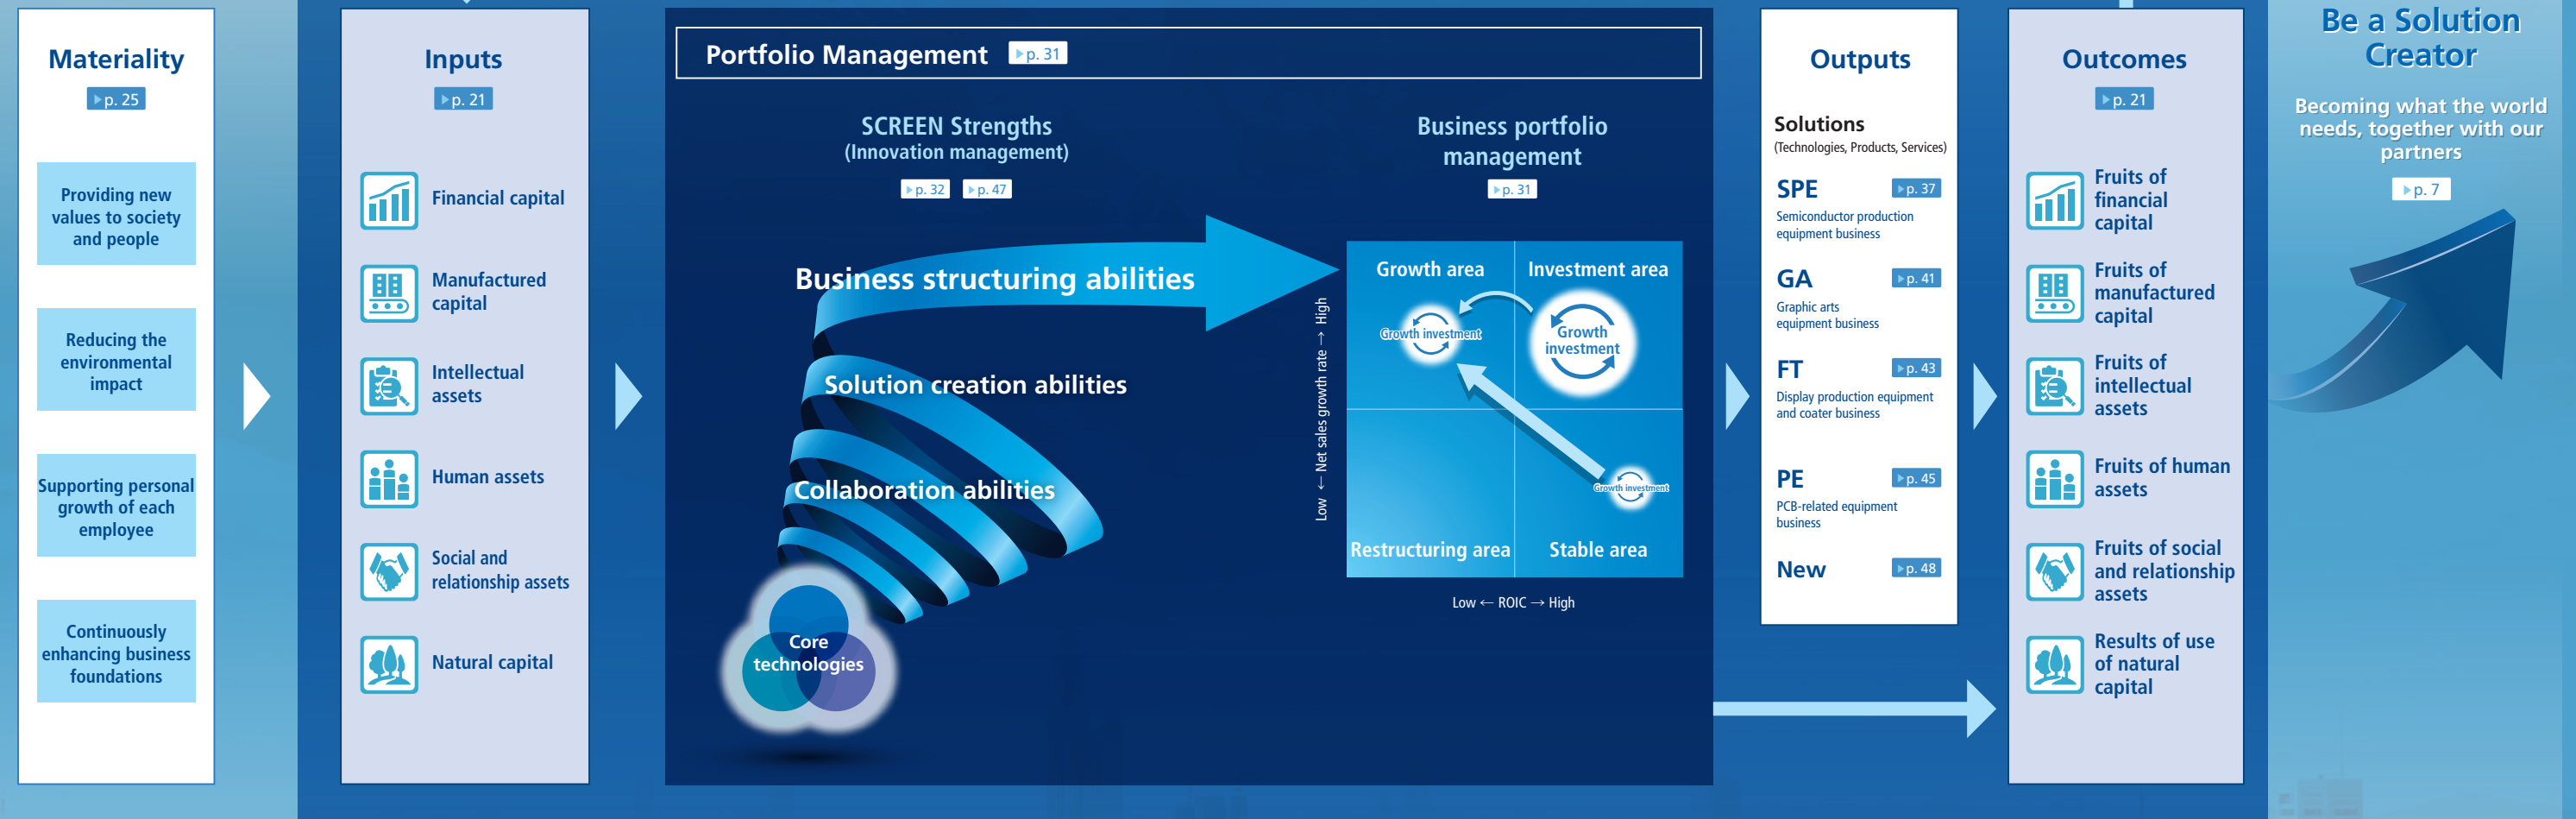 Materiality
p. 25
Providing new
values to society
and people
Reducing the
environmental
impact
Supporting personal
growth of each
employee
Continuously
enhancing business
foundations
Inputs
p. 21
Financial capital
Manufactured
capital
Intellectual
assets
Human assets
Social and
relationship assets
Natural capital
Portfolio Management p. 31
SCREEN Strengths
(Innovation management)
p. 32 p. 47
Business structuring abilities
Solution creation abilities
Collaboration abilities
Core
technologies
Business portfolio
management
p. 31
Low ← Net sales growth rate → High
Growth area
Investment area
Growth investment
Growth
investment
Growth investment
Restructuring area
Stable area
Low ← ROIC → High
Outputs
Solutions
(Technologies, Products, Services)
SPE p. 37
Semiconductor production
equipment business
GA p. 41
Graphic arts
equipment business
FT p. 43
Display production equipment
and coater business
PE p. 45
PCB-related equipment
business
New p. 48
Outcomes
p. 21
Fruits of
financial
capital
Fruits of
manufactured
capital
Fruits of
intellectual
assets
Fruits of human
assets
Fruits of social
and relationship
assets
Results of use
of natural
capital
Be a Solution
Creator
Becoming what the world
needs, together with our
partners
p. 7